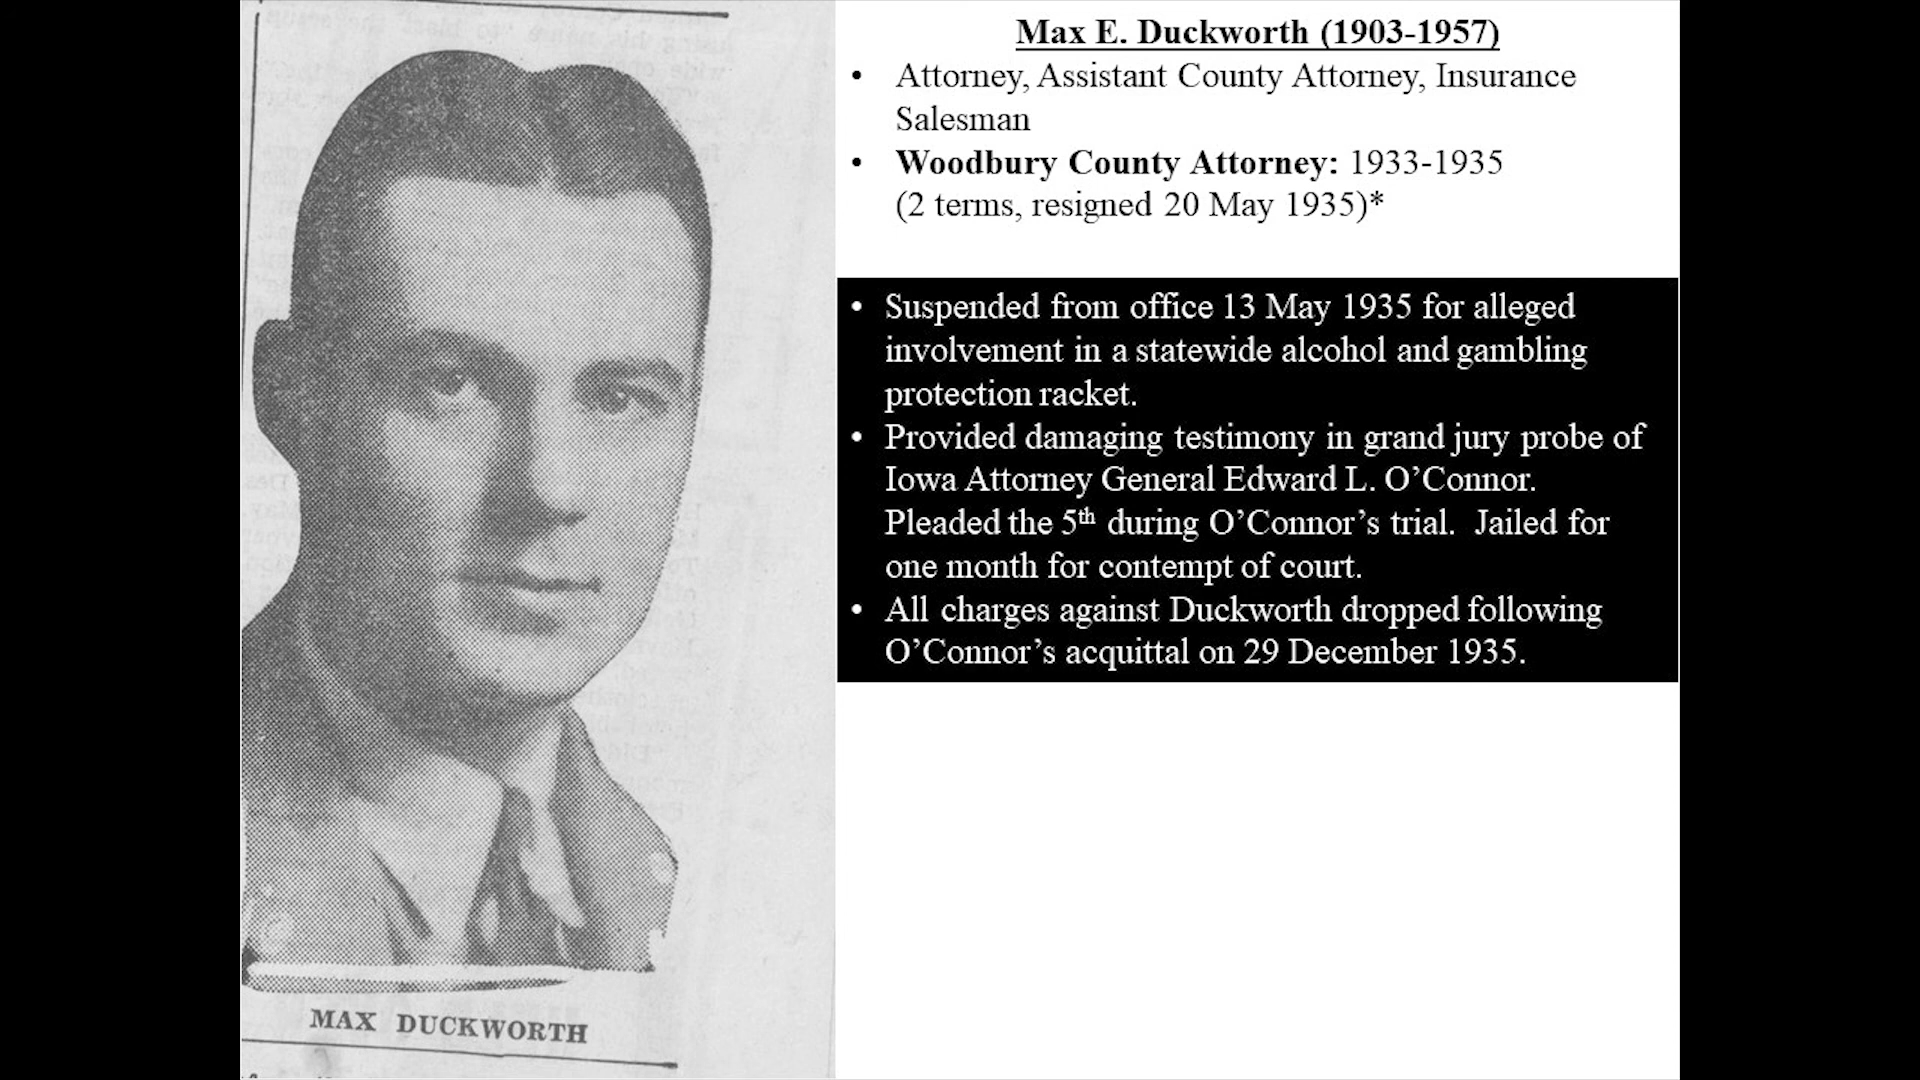 Max E. Duckworth (1903-1957)
• Attorney, Assistant County Attorney, Insurance
Salesman
• Woodbury County Attorney: 1933-1935
(2 terms, resigned 20 May 1935)*
• Suspended from office 13 May 1935 for alleged
involvement in a statewide alcohol and gambling
protection racket.
• Provided damaging testimony in grand jury probe of
Iowa Attorney General Edward L. O’Connor.
Pleaded the 5th during O’Connor’s trial.  Jailed for
one month for contempt of court.
• All charges against Duckworth dropped following
O’Connor’s acquittal on 29 December 1935.
MAX DUCKWORTH